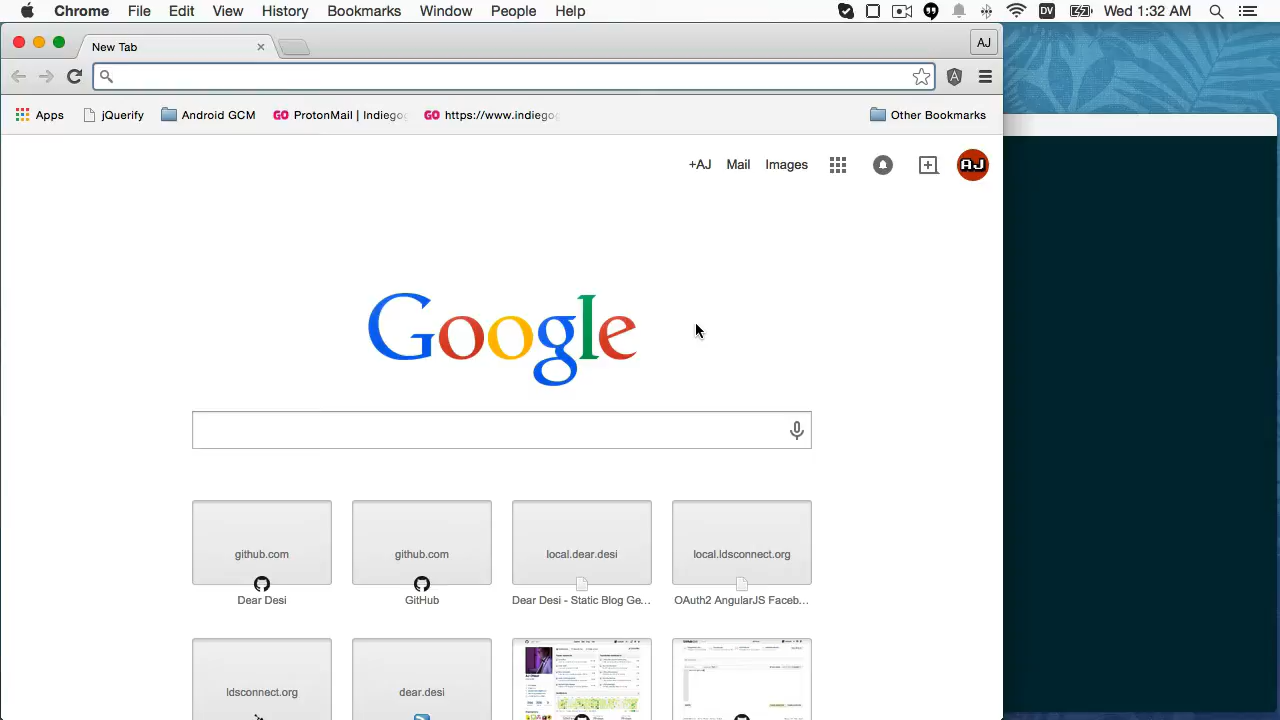 Chrome File Edit View History Bookmarks Window People Help DV Wed 1:32 AM
New Tab AJ
Apps jQuerify Android GCM GO ProtonMail | Indiego GO https://www.indiego Other Bookmarks
+AJ Mail Images AJ
Google
github.com github.com local.dear.desi local.ldsconnect.org
Dear Desi GitHub Dear Desi - Static Blog Ge... OAuth2 AngularJS Faceb...
ldsconnect.org dear.desi